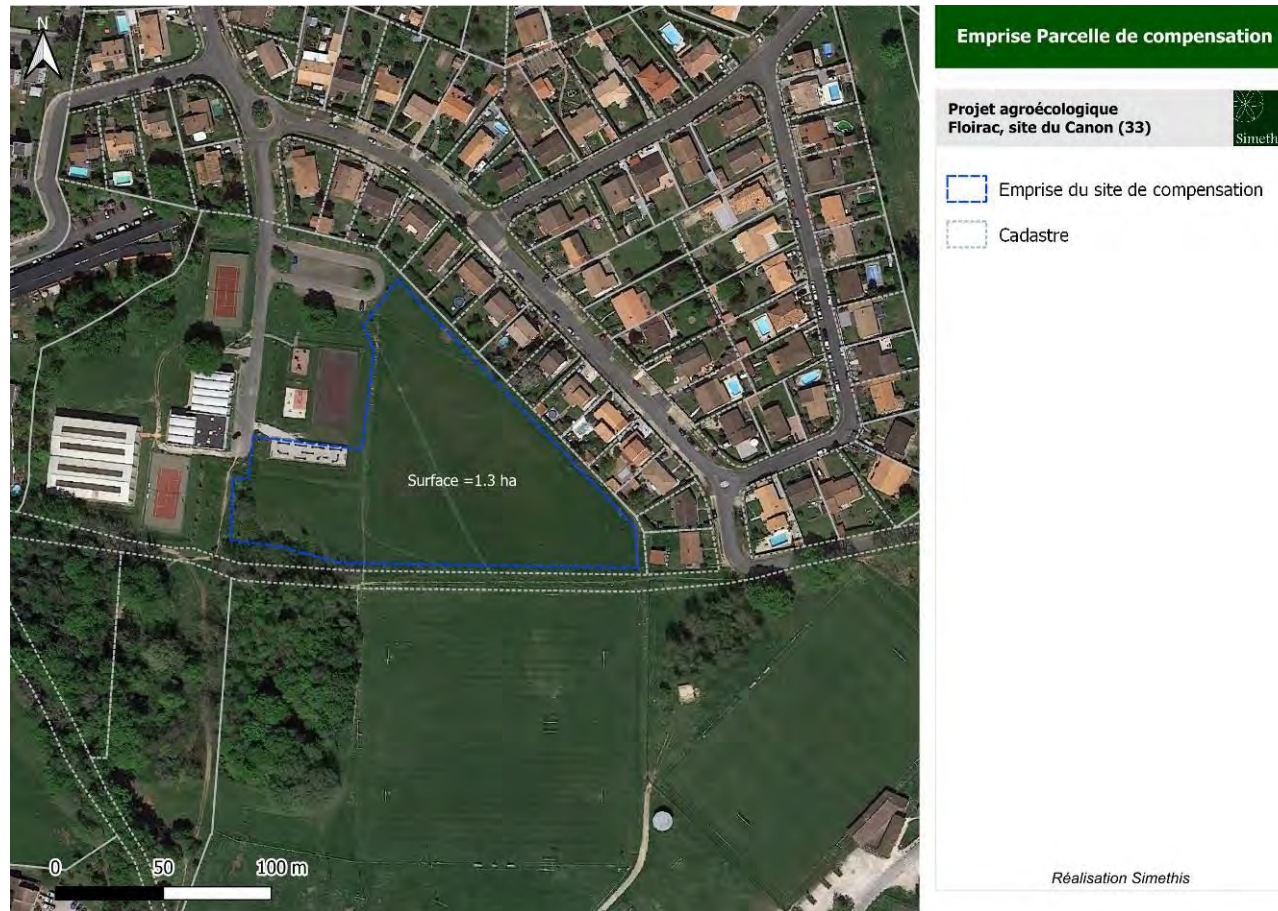 N
Surface =1.3 ha
0 50 100 m
Emprise Parcelle de compensation
Projet agroécologique
Floirac, site du Canon (33)
Simeth
Emprise du site de compensation
Cadastre
Réalisation Simethis